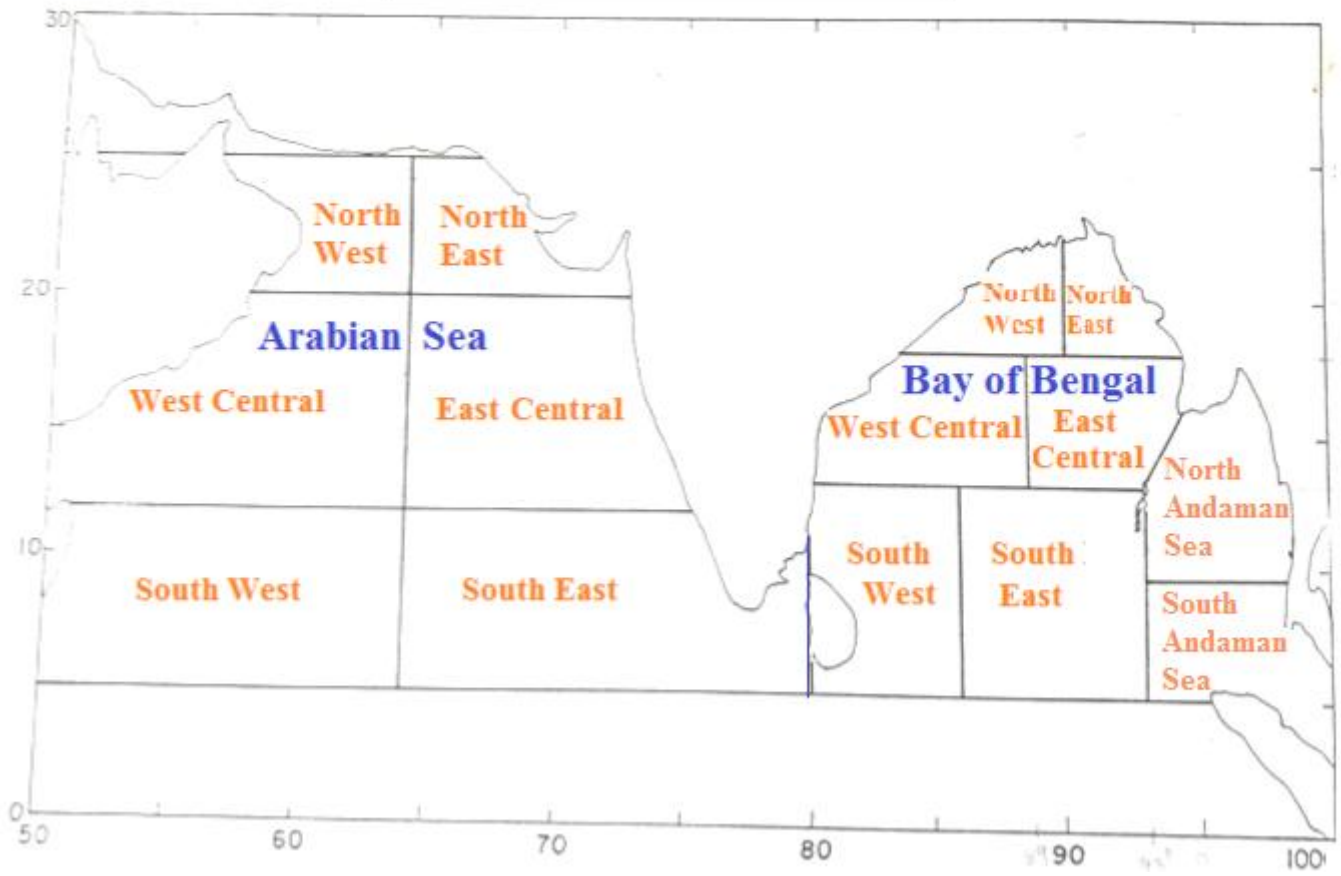 30
North
West
North
East
20
North
West
North
East
Arabian Sea
Bay of Bengal
West Central
East Central
West Central
East
Central
North
Andaman
Sea
10
South West
South East
South
West
South
East
South
Andaman
Sea
0
50
60
70
80
90
100